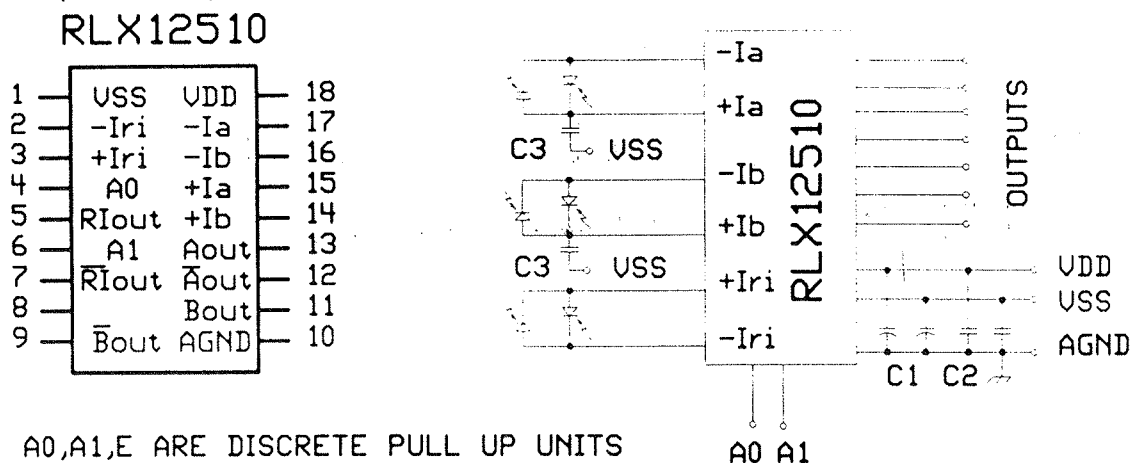 RLX12510
1 VSS VDD 18
2 -Iri -Ia 17
3 +Iri -Ib 16
4 A0 +Ia 15
5 RIout +Ib 14
6 A1 Aout 13
7 R̅Iout A̅out 12
8 Bout 11
9 B̅out AGND 10
A0,A1,E ARE DISCRETE PULL UP UNITS
-Ia
+Ia
C3 VSS
-Ib
+Ib
C3 VSS
+Iri
-Iri
RLX12510
OUTPUTS
VDD
VSS
AGND
C1 C2
A0 A1